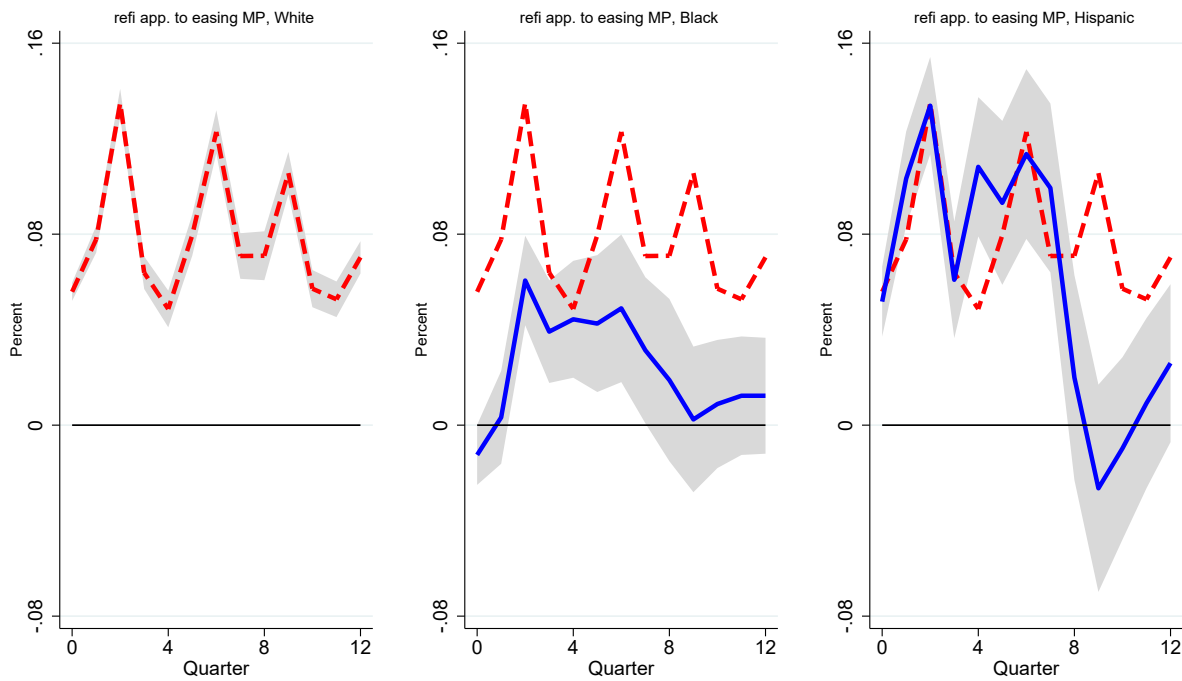 refi app. to easing MP, White
.16
.08
0
-.08
Percent
0
4
8
12
Quarter
refi app. to easing MP, Black
.16
.08
0
-.08
Percent
0
4
8
12
Quarter
refi app. to easing MP, Hispanic
.16
.08
0
-.08
Percent
0
4
8
12
Quarter